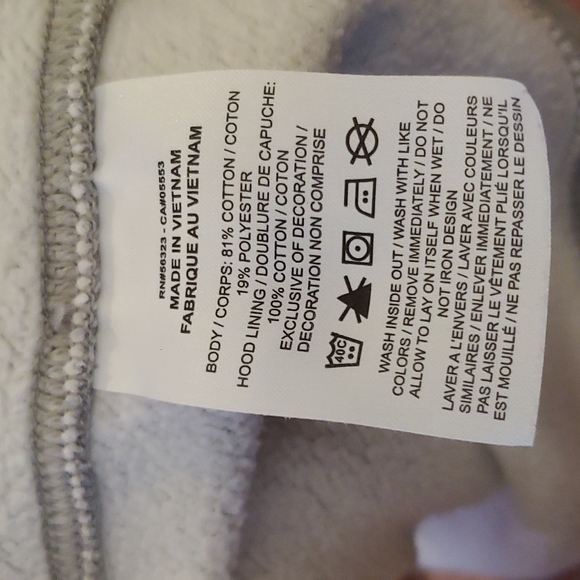 RN#56323 - CA#05553
MADE IN VIETNAM
FABRIQUE AU VIETNAM
BODY / CORPS: 81% COTTON / COTON
19% POLYESTER
HOOD LINING / DOUBLURE DE CAPUCHE:
100% COTTON / COTON
EXCLUSIVE OF DECORATION /
DECORATION NON COMPRISE
40C
WASH INSIDE OUT / WASH WITH LIKE
COLORS / REMOVE IMMEDIATELY / DO NOT
ALLOW TO LAY ON ITSELF WHEN WET / DO
NOT IRON DESIGN
LAVER A L'ENVERS / LAVER AVEC COULEURS
SIMILAIRES / ENLEVER IMMEDIATEMENT / NE
PAS LAISSER LE VÊTEMENT PLIÉ LORSQU'IL
EST MOUILLÉ / NE PAS REPASSER LE DESSIN